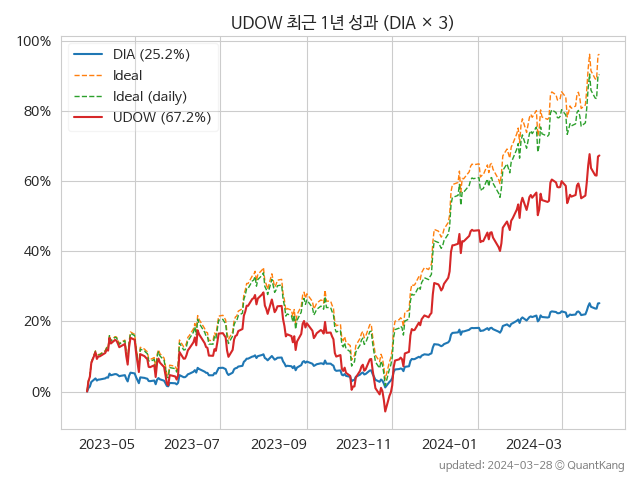 UDOW 최근 1년 성과 (DIA × 3)
100%
80%
60%
40%
20%
0%
DIA (25.2%)
Ideal
Ideal (daily)
UDOW (67.2%)
2023−05 2023−07 2023−09 2023−11 2024−01 2024−03
updated: 2024-03-28 © QuantKang